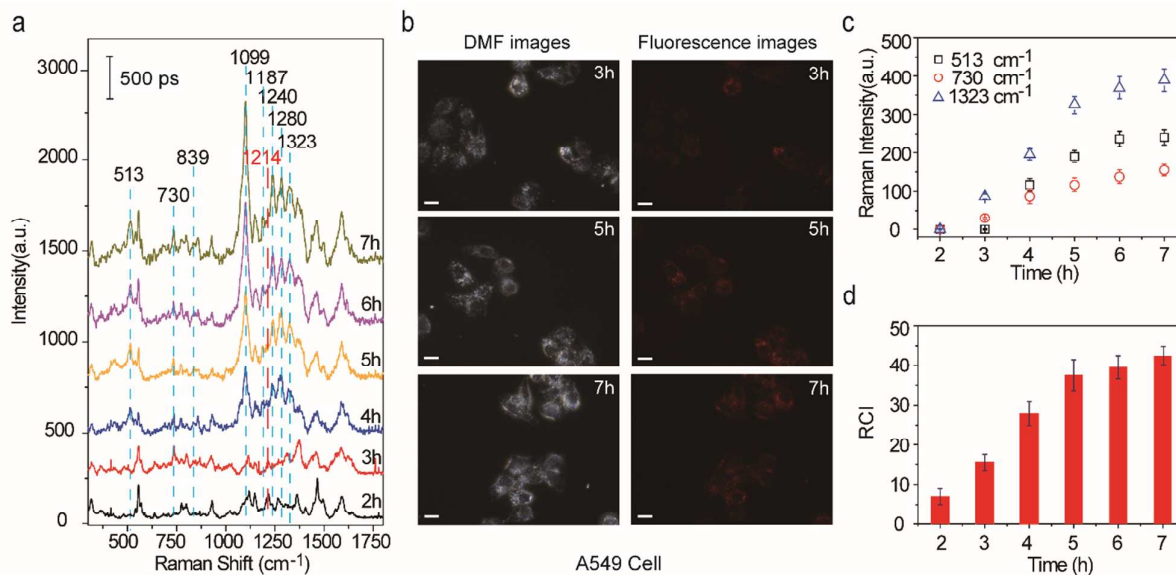 a
500 ps
1099
1187
1240
1280
1323
1214
513
730
839
3000
2500
2000
1500
1000
500
0
7h
6h
5h
4h
3h
2h
Intensity(a.u.)
500 750 1000 1250 1500 1750
Raman Shift (cm-1)
b
DMF images Fluorescence images
3h 3h
5h 5h
7h 7h
A549 Cell
c
513 cm-1
730 cm-1
1323 cm-1
500
400
300
200
100
0
Raman Intensity(a.u.)
2 3 4 5 6 7
Time (h)
d
50
40
30
20
10
0
RCI
2 3 4 5 6 7
Time (h)